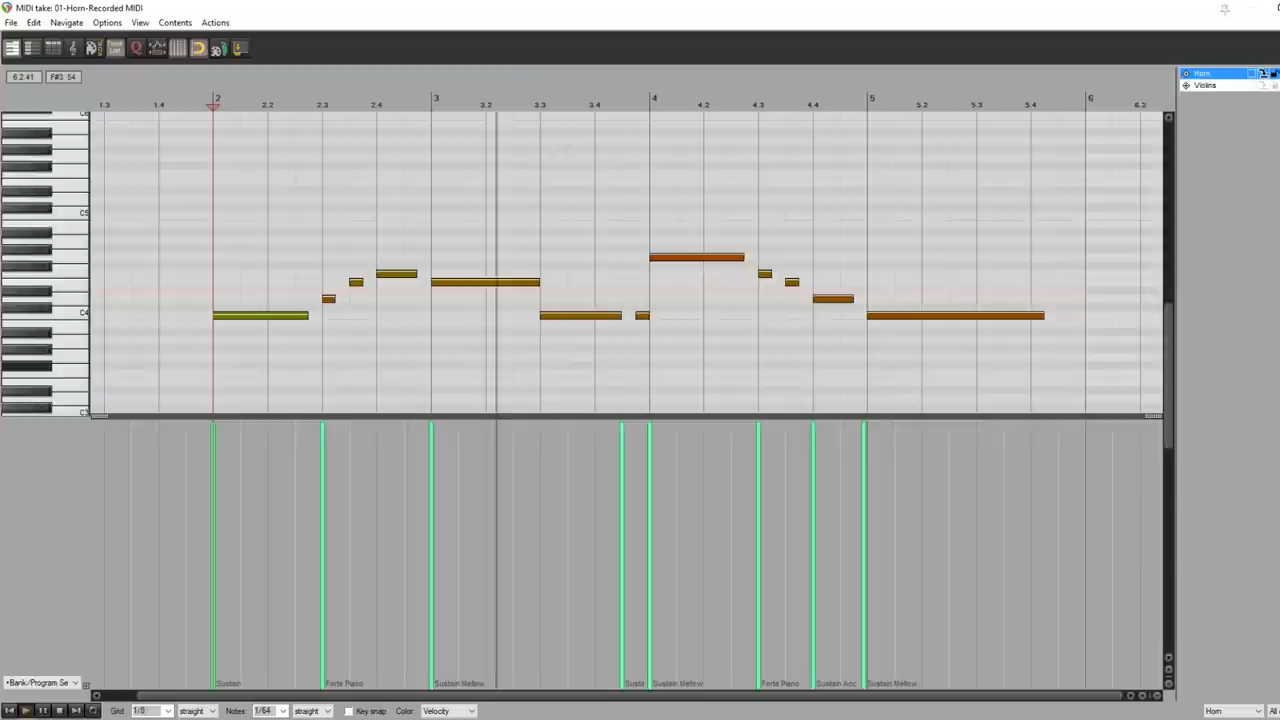 MIDI take: 01-Horn-Recorded MIDI
File Edit Navigate Options View Contents Actions
6.2.41 F#3 54
Horn
Violins
2 3 4 5 6
1.3 1.4 2.2 2.3 2.4 3.2 3.3 3.4 4.2 4.3 4.4 5.2 5.3 5.4 6.2
C5
C4
C3
Sustain Forte Piano Sustain Mellow Susta Sustain Mellow Forte Piano Sustain Acc Sustain Mellow
Bank/Program Se
Grid 1/8 straight Notes: 1/64 straight Key snap Color Velocity Horn All